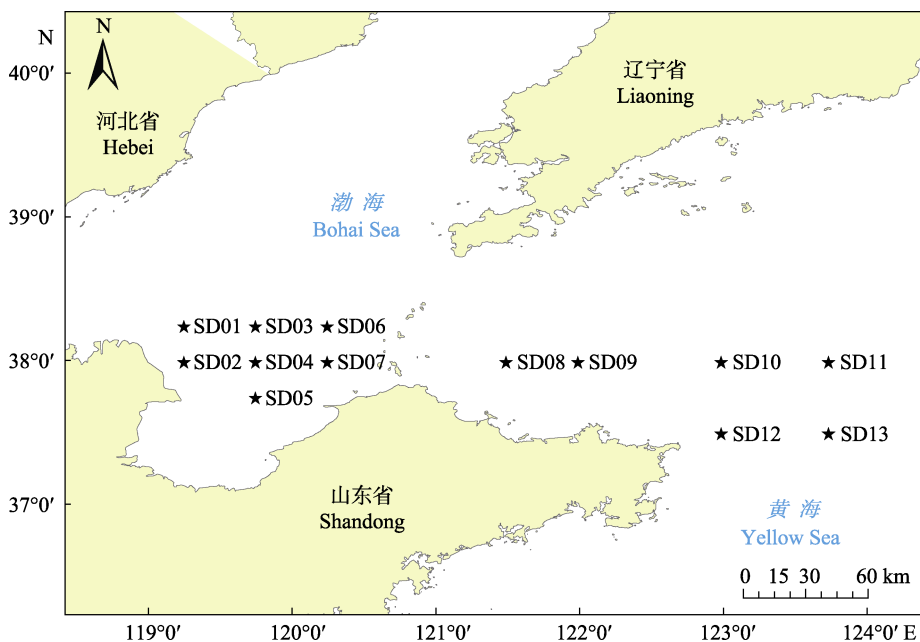 N
N
40°0′
辽宁省
Liaoning
河北省
Hebei
39°0′
渤 海
Bohai Sea
SD01 SD03 SD06
38°0′
SD02 SD04 SD07 SD08 SD09 SD10 SD11
SD05
SD12 SD13
37°0′
山东省
Shandong
黄 海
Yellow Sea
0 15 30 60 km
119°0′ 120°0′ 121°0′ 122°0′ 123°0′ 124°0′ E